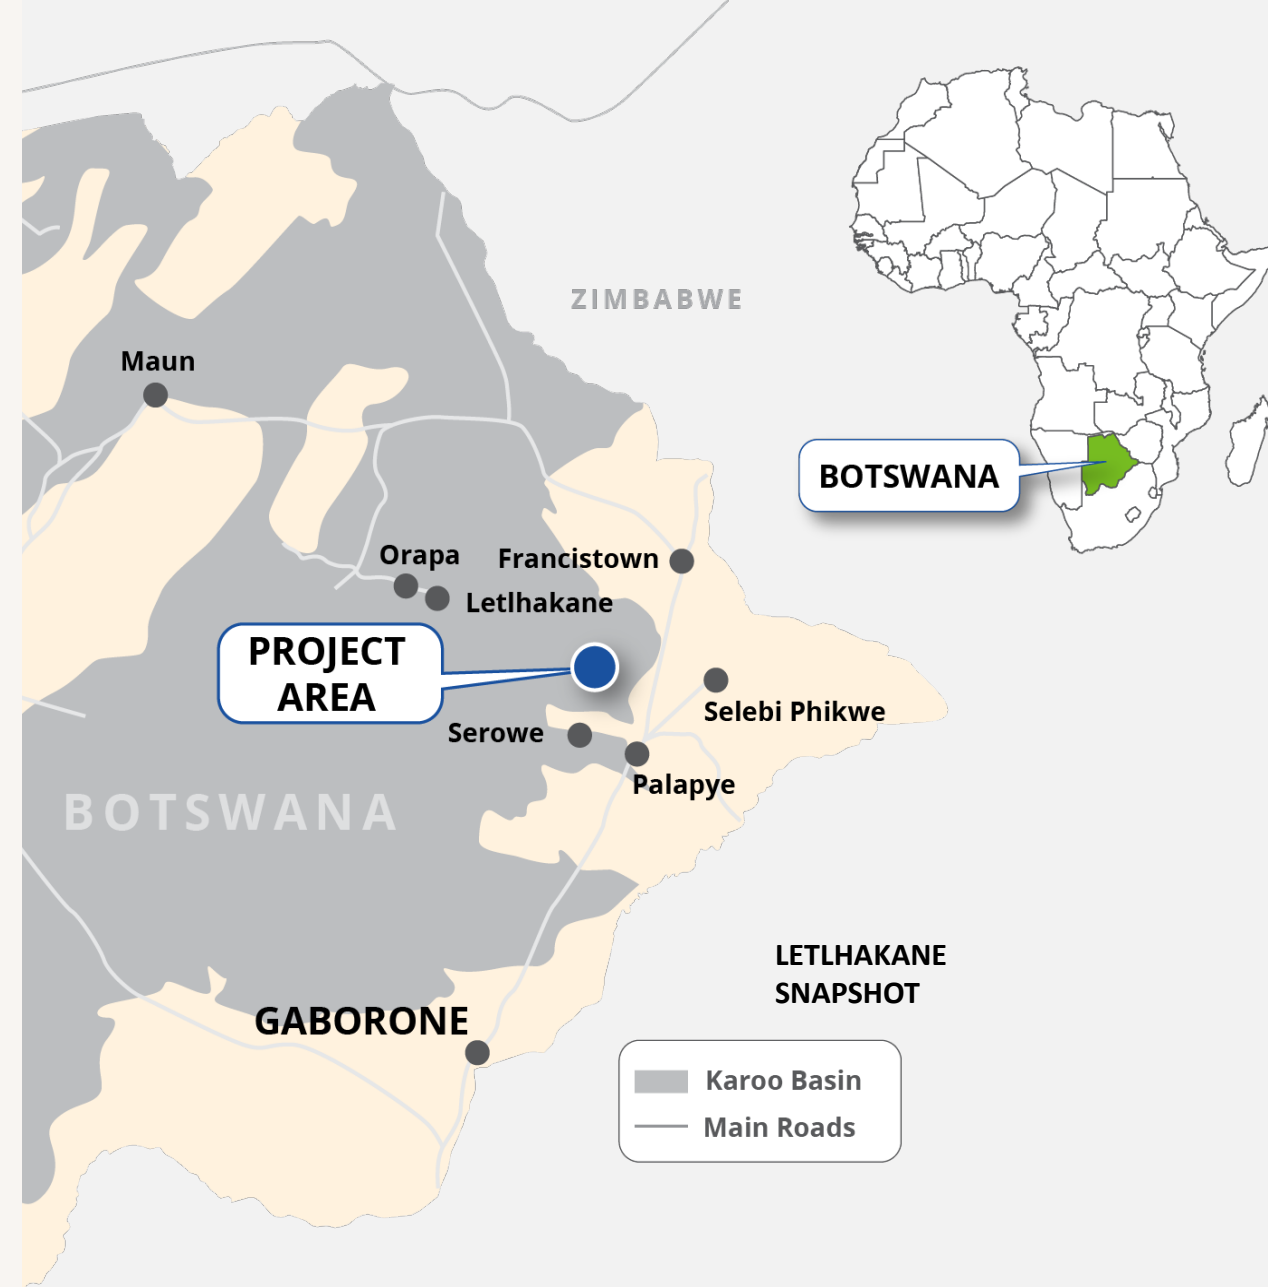 ZIMBABWE
Maun
BOTSWANA
Orapa
Francistown
Letlhakane
PROJECT
AREA
Selebi Phikwe
Serowe
Palapye
BOTSWANA
LETLHAKANE
SNAPSHOT
GABORONE
Karoo Basin
Main Roads